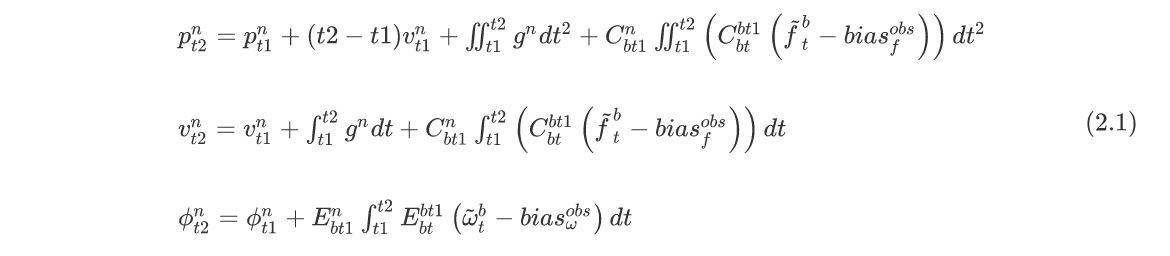 p^n_{t2} = p^n_{t1} + (t2 − t1)v^n_{t1} + ∬^{t2}_{t1} g^n dt^2 + C^n_{bt1} ∬^{t2}_{t1} (C^{bt1}_{bt} (f̃^b_t − bias^{obs}_f)) dt^2
v^n_{t2} = v^n_{t1} + ∫^{t2}_{t1} g^n dt + C^n_{bt1} ∫^{t2}_{t1} (C^{bt1}_{bt} (f̃^b_t − bias^{obs}_f)) dt (2.1)
ϕ^n_{t2} = ϕ^n_{t1} + E^n_{bt1} ∫^{t2}_{t1} E^{bt1}_{bt} (ω̃^b_t − bias^{obs}_ω) dt